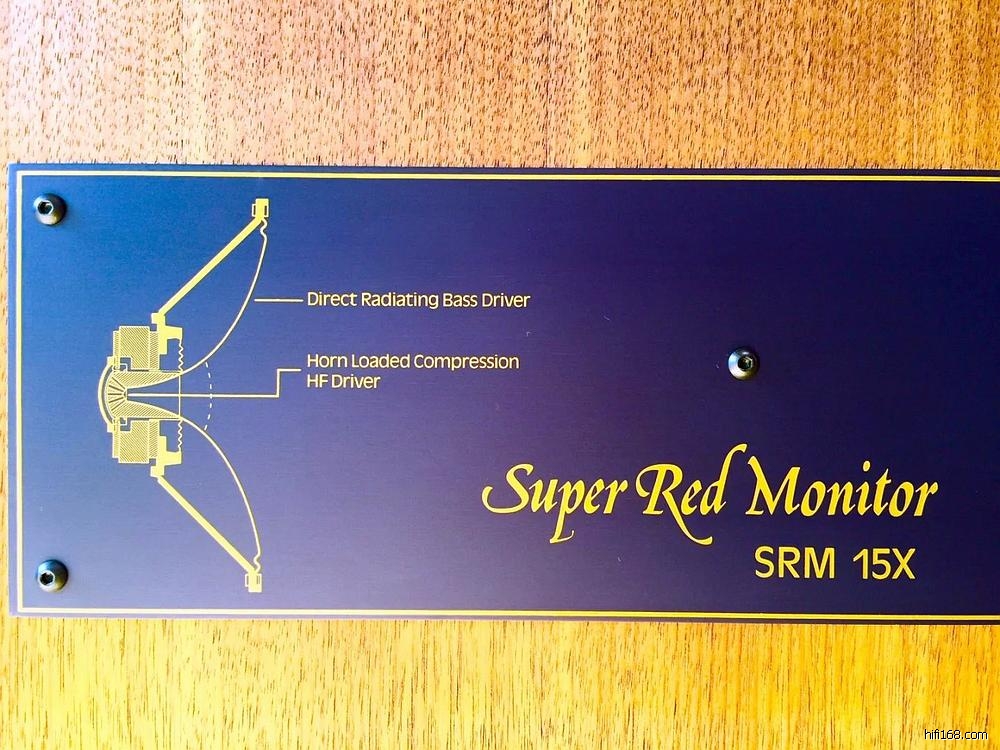 Direct Radiating Bass Driver
Horn Loaded Compression
HF Driver
Super Red Monitor
SRM 15X
hifi168.com